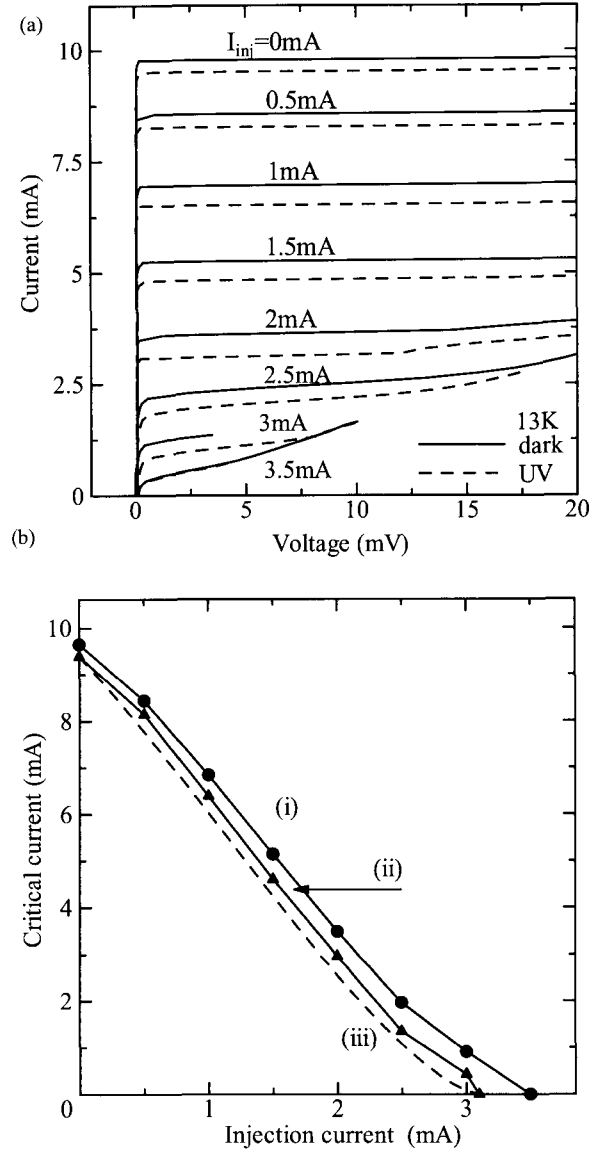 (a)
10
7.5
5
2.5
0
Current (mA)
I_inj=0mA
0.5mA
1mA
1.5mA
2mA
2.5mA
3mA
3.5mA
13K
dark
UV
0 5 10 15 20
Voltage (mV)
(b)
10
8
6
4
2
0
Critical current (mA)
(i)
(ii)
(iii)
1 2 3
Injection current (mA)